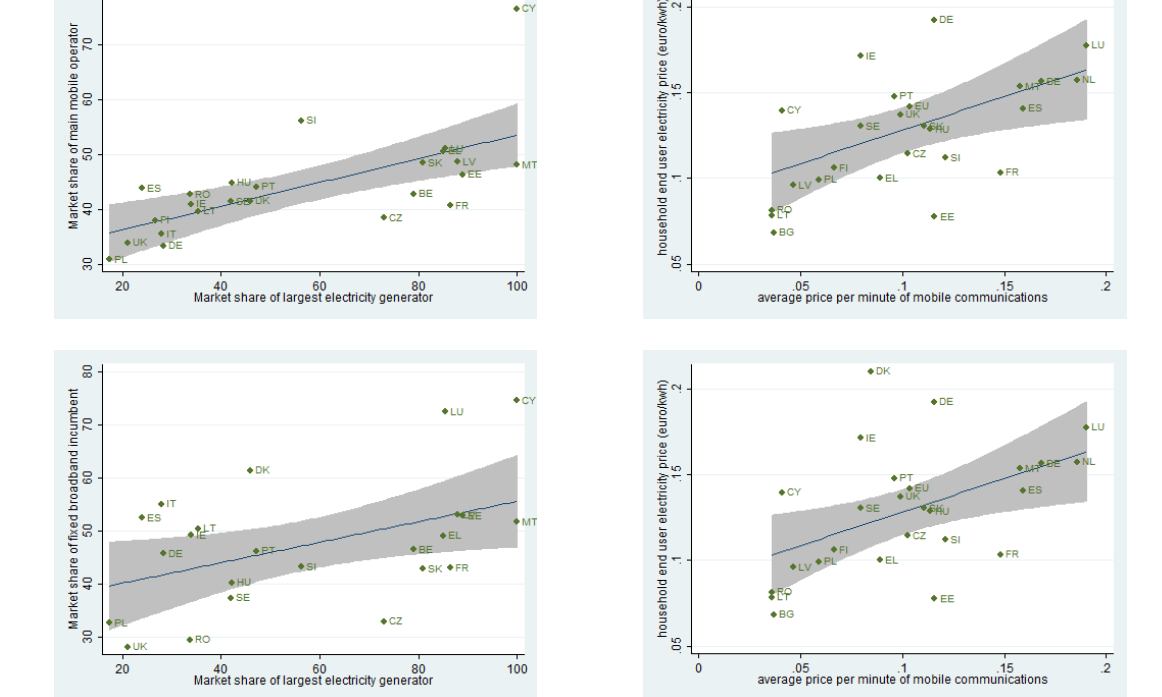 Market share of main mobile operator
70
60
50
40
30
CY
SI
SK
LV
MT
EE
HU
PT
ES
RO
BE
IE
UK
FR
LT
CZ
FI
IT
UK
DE
PL
20
40
60
80
100
Market share of largest electricity generator
household end user electricity price (euro/kwh)
.2
.15
.1
.05
DE
LU
IE
MT
DE
NL
PT
EU
ES
CY
UK
SE
HU
CZ
SI
FI
FR
PL
EL
LV
RO
LT
EE
BG
0
.05
.1
.15
.2
average price per minute of mobile communications
Market share of fixed broadband incumbent
80
70
60
50
40
30
CY
LU
DK
IT
ES
LT
IE
EE
MT
EL
DE
PT
BE
SI
SK
FR
HU
SE
PL
CZ
RO
UK
20
40
60
80
100
Market share of largest electricity generator
household end user electricity price (euro/kwh)
.2
.15
.1
.05
DK
DE
LU
IE
MT
DE
NL
PT
EU
ES
CY
UK
SE
HU
CZ
SI
FI
FR
PL
EL
LV
RO
LT
EE
BG
0
.05
.1
.15
.2
average price per minute of mobile communications